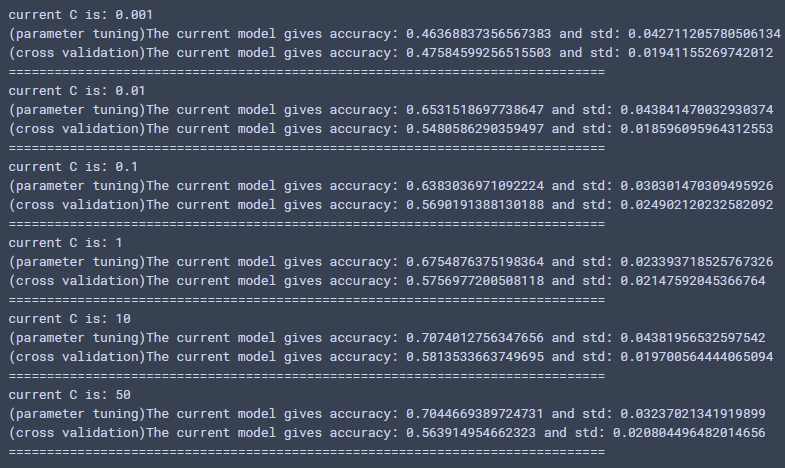 current C is: 0.001
(parameter tuning)The current model gives accuracy: 0.46368837356567383 and std: 0.042711205780506134
(cross validation)The current model gives accuracy: 0.47584599256515503 and std: 0.01941155269742012
==============================================================================
current C is: 0.01
(parameter tuning)The current model gives accuracy: 0.6531518697738647 and std: 0.043841470032930374
(cross validation)The current model gives accuracy: 0.5480586290359497 and std: 0.018596095964312553
==============================================================================
current C is: 0.1
(parameter tuning)The current model gives accuracy: 0.6383036971092224 and std: 0.030301470309495926
(cross validation)The current model gives accuracy: 0.5690191388130188 and std: 0.024902120232582092
==============================================================================
current C is: 1
(parameter tuning)The current model gives accuracy: 0.6754876375198364 and std: 0.023393718525767326
(cross validation)The current model gives accuracy: 0.5756977200508118 and std: 0.02147592045366764
==============================================================================
current C is: 10
(parameter tuning)The current model gives accuracy: 0.7074012756347656 and std: 0.04381956532597542
(cross validation)The current model gives accuracy: 0.5813533663749695 and std: 0.019700564444065094
==============================================================================
current C is: 50
(parameter tuning)The current model gives accuracy: 0.7044669389724731 and std: 0.03237021341919899
(cross validation)The current model gives accuracy: 0.563914954662323 and std: 0.020804496482014656
==============================================================================